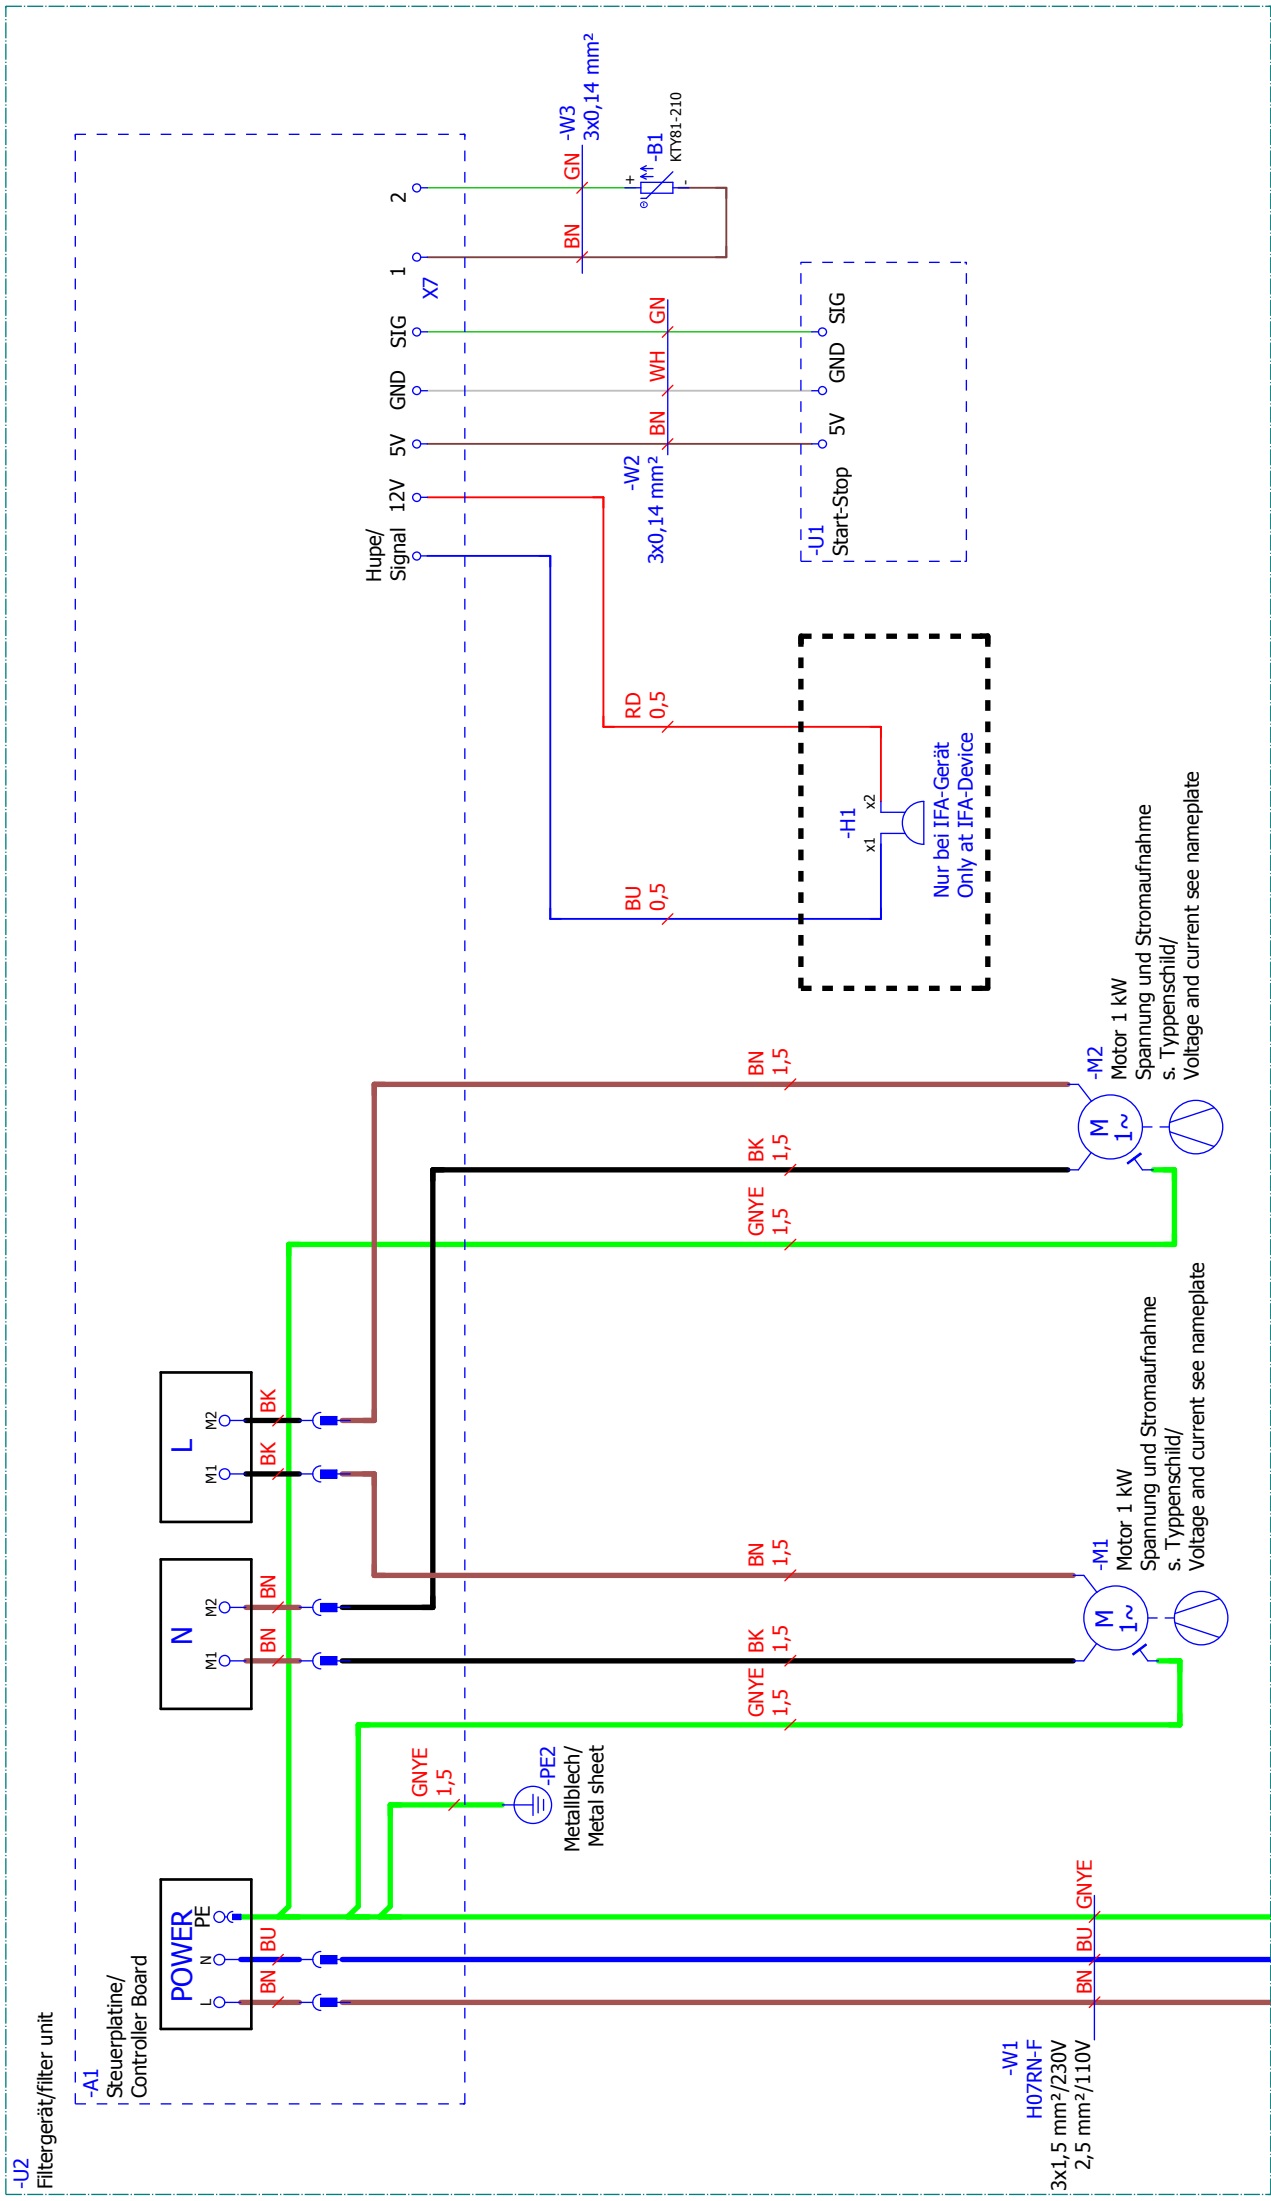 -U2
Filtergerät/filter unit
-A1
Steuerplatine/
Controller Board
POWER
L
N
PE
BN
BU
N
M1
M2
BN
BN
L
M1
M2
BK
BK
Hupe/
Signal
12V
5V
GND
SIG
X7
1
2
GNYE
1,5
-PE2
Metallblech/
Metal sheet
GNYE
1,5
BK
1,5
BN
1,5
GNYE
1,5
BK
1,5
BN
1,5
BU
0,5
RD
0,5
-W2
3x0,14 mm²
BN
WH
GN
-W3
3x0,14 mm²
BN
GN
+
-
-B1
KTY81-210
-U1
Start-Stop
5V
GND
SIG
-H1
x1
x2
Nur bei IFA-Gerät
Only at IFA-Device
-W1
H07RN-F
3x1,5 mm²/230V
2,5 mm²/110V
BN
BU
GNYE
M
1~
-M1
Motor 1 kW
Spannung und Stromaufnahme
s. Typpenschild/
Voltage and current see nameplate
M
1~
-M2
Motor 1 kW
Spannung und Stromaufnahme
s. Typpenschild/
Voltage and current see nameplate